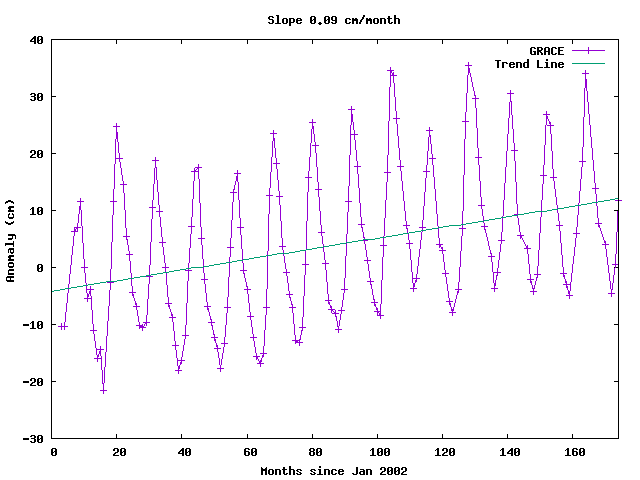 Slope 0.09 cm/month
GRACE
Trend Line
Anomaly (cm)
40
30
20
10
0
-10
-20
-30
0 20 40 60 80 100 120 140 160
Months since Jan 2002